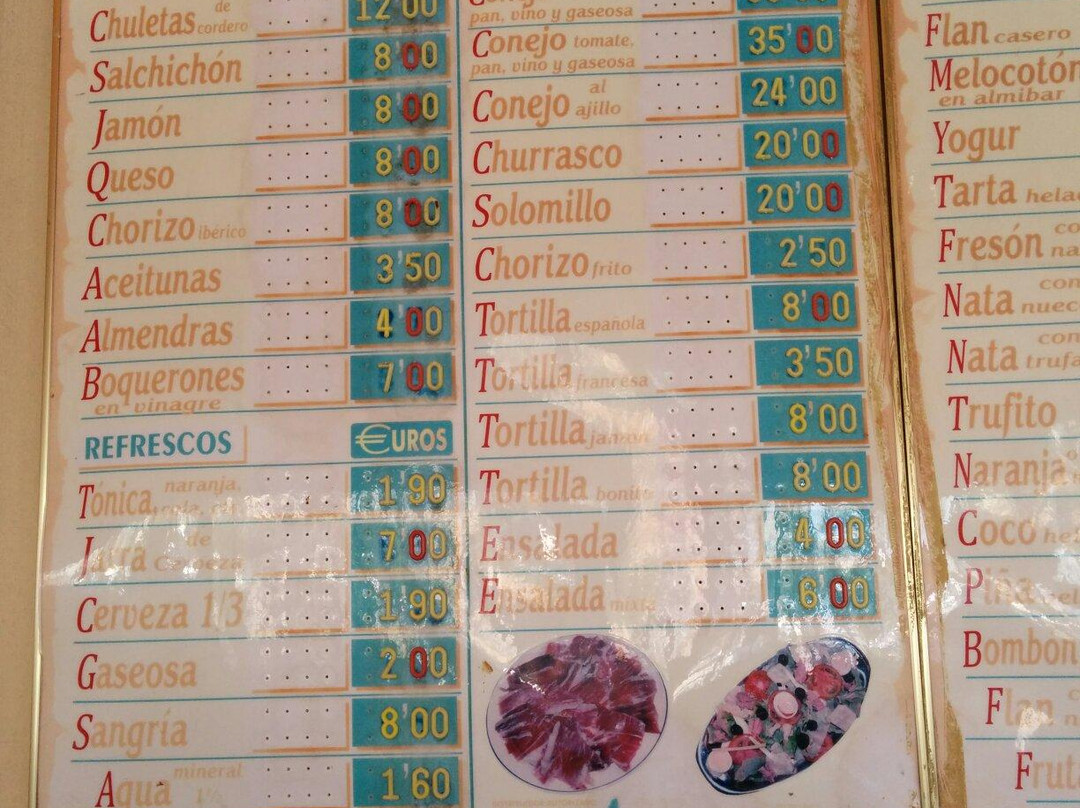 Chuletas de cordero 12'00
Salchichón 8'00
Jamón 8'00
Queso 8'00
Chorizo ibérico 8'00
Aceitunas 3'50
Almendras 4'00
Boquerones 7'00
en vinagre
REFRESCOS €UROS
Tónica, naranja, cola, 1'90
Jarra de Cerveza 7'00
Cerveza 1/3 1'90
Gaseosa 2'00
Sangría 8'00
Agua mineral 1'60
pan, vino y gaseosa
Conejo tomate, 35'00
pan, vino y gaseosa
Conejo al ajillo 24'00
Churrasco 20'00
Solomillo 20'00
Chorizo frito 2'50
Tortilla española 8'00
Tortilla francesa 3'50
Tortilla jamón 8'00
Tortilla bonito 8'00
Ensalada 4'00
Ensalada mixta 6'00
Flan casero
Melocotón
en almibar
Yogur
Tarta
Fresón
Nata
Nata
Trufito
Naranja
Coco
Piña
Bombon
Flan